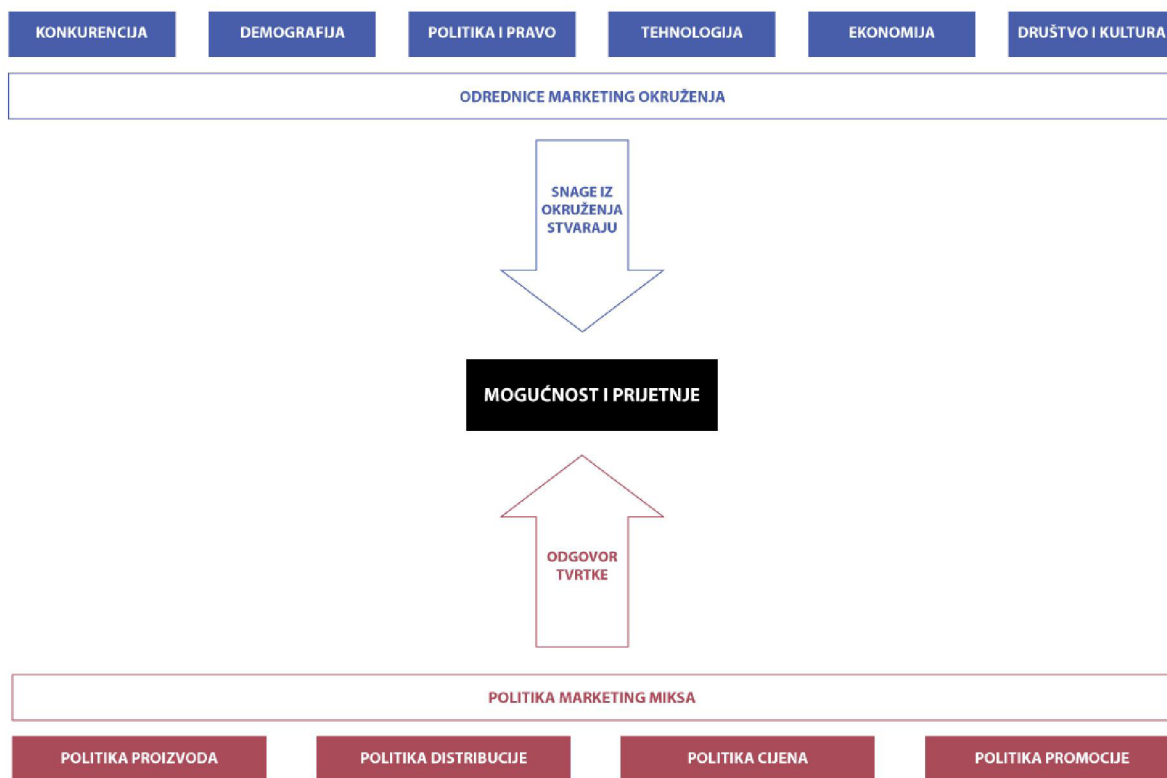 KONKURENCIJA
DEMOGRAFIJA
POLITIKA I PRAVO
TEHNOLOGIJA
EKONOMIJA
DRUŠTVO I KULTURA
ODREDNICE MARKETING OKRUŽENJA
SNAGE IZ
OKRUŽENJA
STVARAJU
MOGUĆNOST I PRIJETNJE
ODGOVOR
TVRTKE
POLITIKA MARKETING MIKSA
POLITIKA PROIZVODA
POLITIKA DISTRIBUCIJE
POLITIKA CIJENA
POLITIKA PROMOCIJE